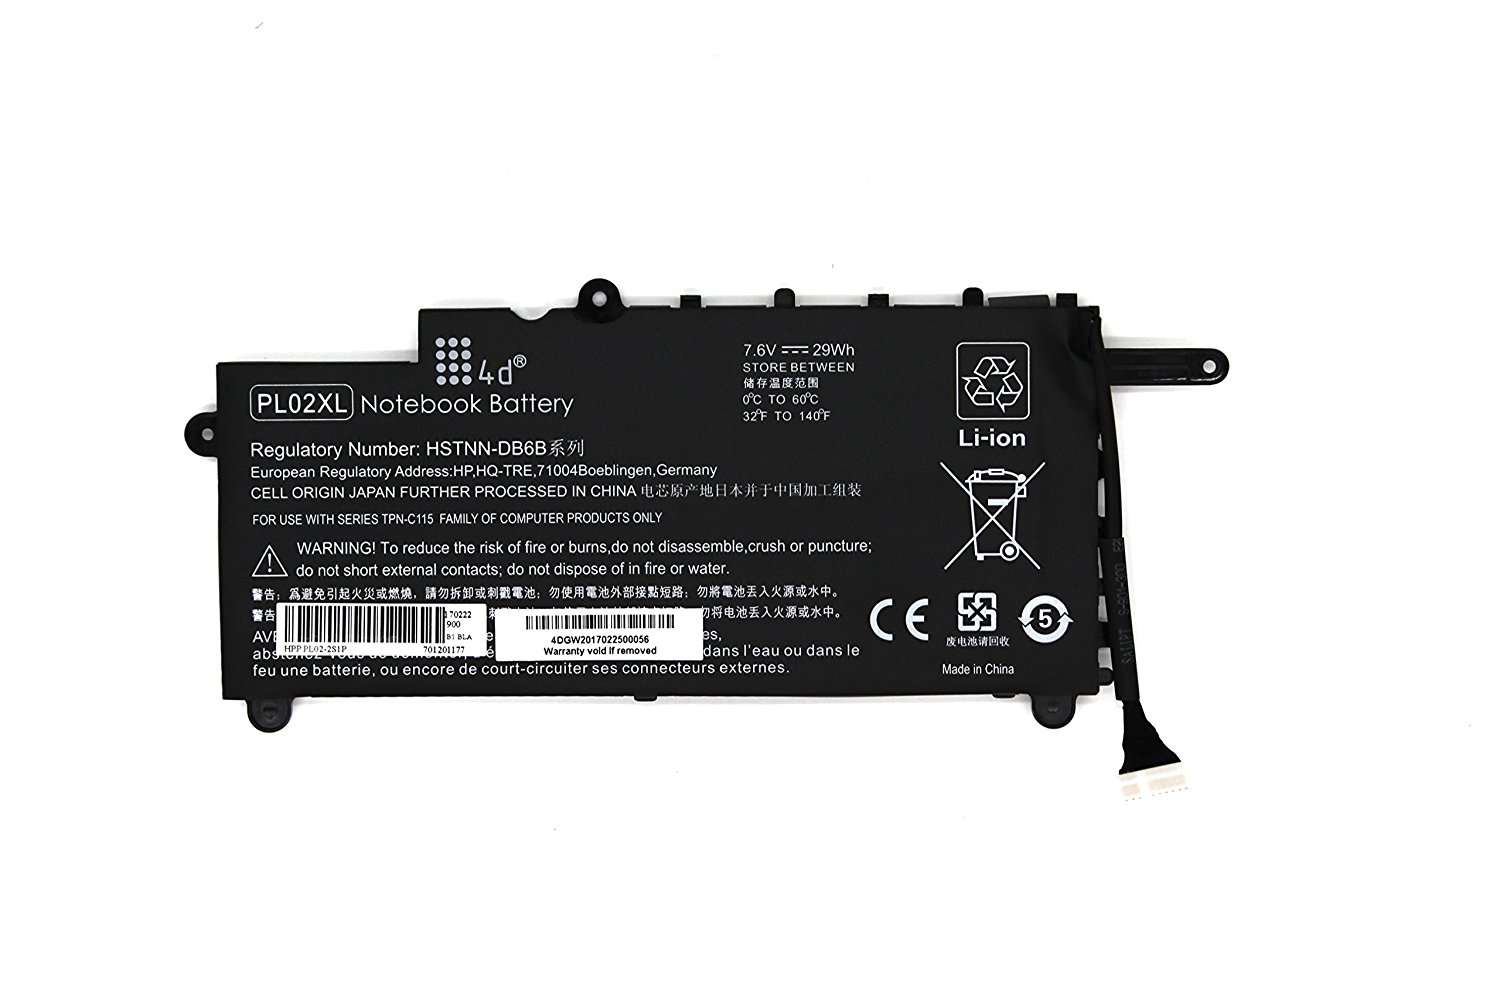 4d®
PL02XL Notebook Battery
7.6V 29Wh
STORE BETWEEN
储存温度范围
0°C TO 60°C
32°F TO 140°F
Li-ion
Regulatory Number: HSTNN-DB6B系列
European Regulatory Address:HP,HQ-TRE,71004Boeblingen,Germany
CELL ORIGIN JAPAN FURTHER PROCESSED IN CHINA 电芯原产地日本并于中国加工组装
FOR USE WITH SERIES TPN-C115 FAMILY OF COMPUTER PRODUCTS ONLY
WARNING! To reduce the risk of fire or burns,do not disassemble,crush or puncture;
do not short external contacts; do not dispose of in fire or water.
警告：爲避免引起火災或燃燒，請勿拆卸或刺戳電池；勿使用電池外部接點短路；勿將電池丟入火源或水中。
警告：
勿将电池丢入火源或水中。
170222
900
B1 BLA
HPP PL02-2S1P 701201177
4DGW2017022500056
Warranty void If removed
dans l'eau ou dans le
feu une batterie, ou encore de court-circuiter ses connecteurs externes.
CE
5
废电池请回收
Made in China